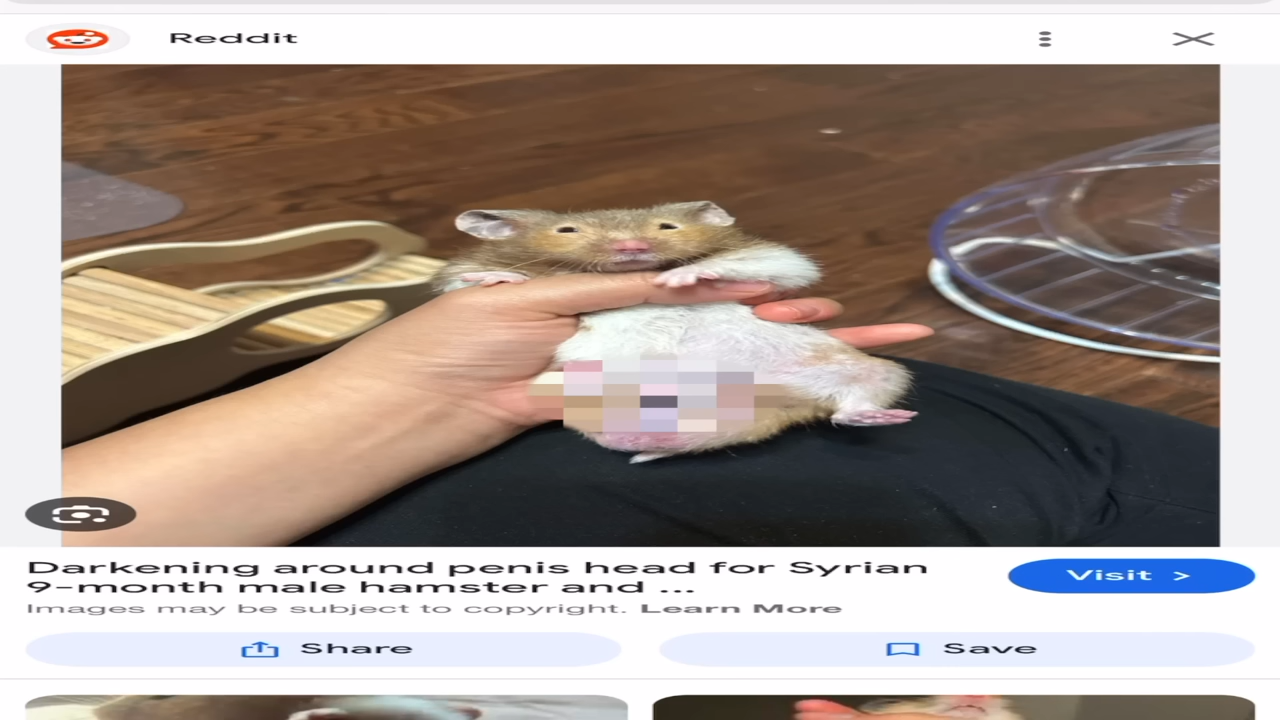 Reddit
Darkening around penis head for Syrian
9-month male hamster and ...
Images may be subject to copyright. Learn More
Visit >
Share
Save